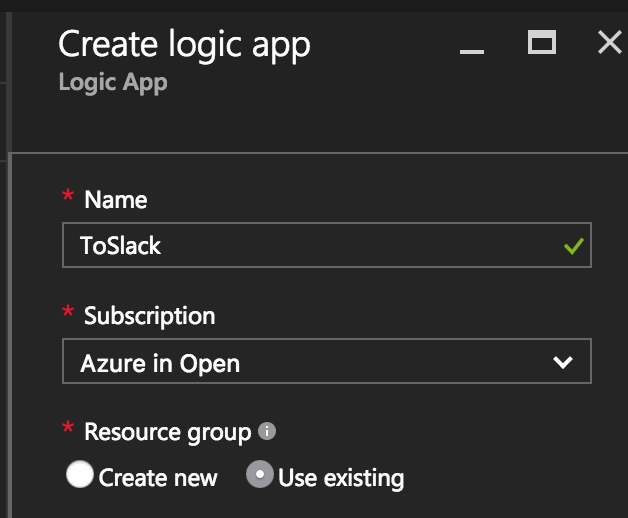 Create logic app
Logic App
* Name
ToSlack
* Subscription
Azure in Open
* Resource group i
Create new Use existing